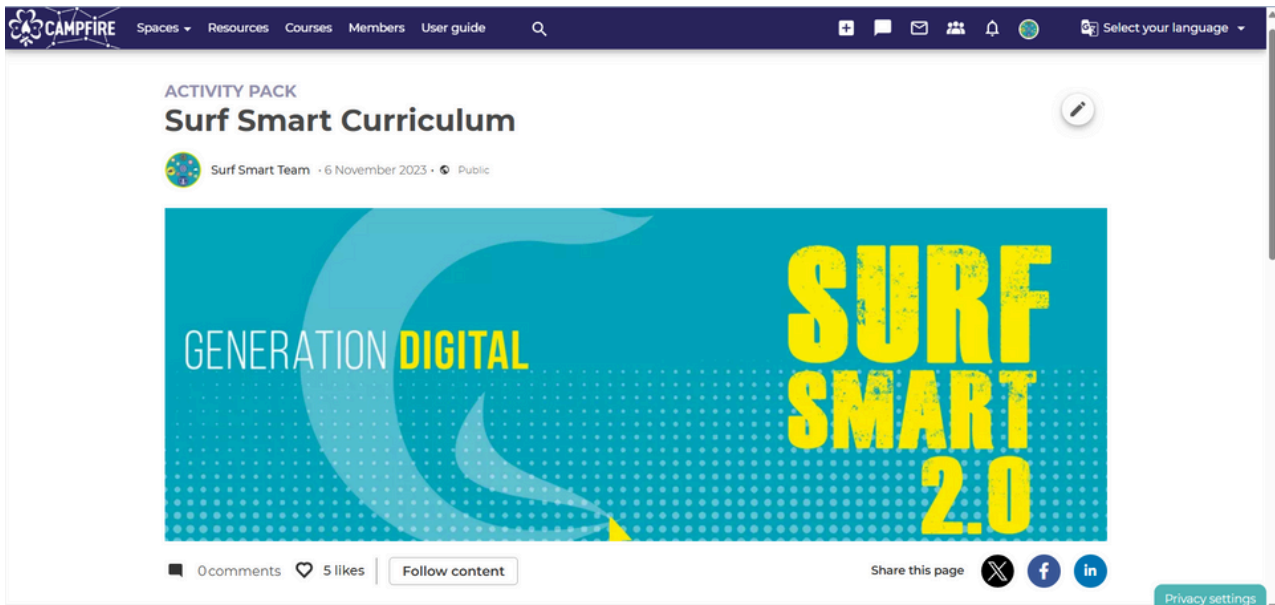 CAMPFIRE Spaces Resources Courses Members User guide Select your language
ACTIVITY PACK
Surf Smart Curriculum
Surf Smart Team • 6 November 2023 • Public
GENERATION DIGITAL
SURF
SMART
2.0
0comments 5 likes Follow content Share this page X f in
Privacy settings